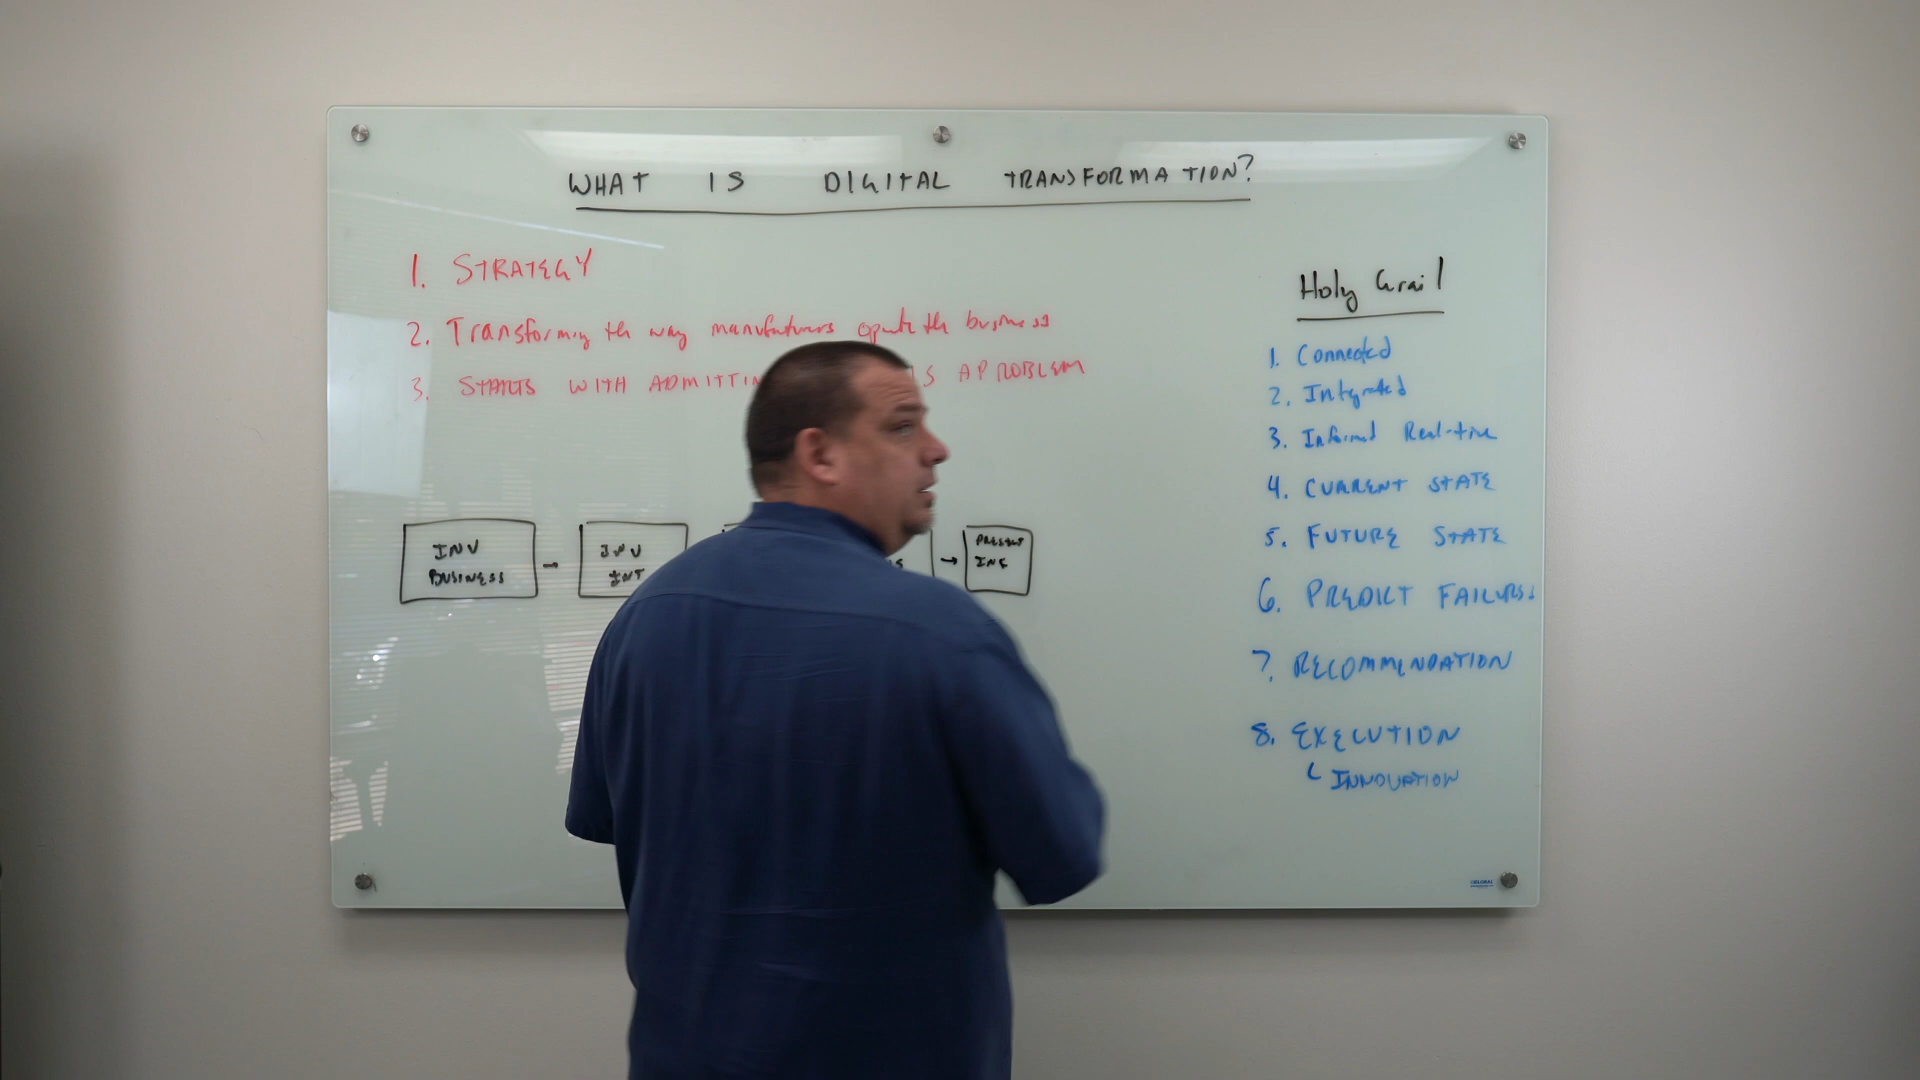 WHAT IS DIGITAL TRANSFORMATION?
1. STRATEGY
2. Transforming the way manufacturers operate the business
3. STARTS WITH ADMITTIN S A PROBLEM
INV
BUSINESS
INV
INT
INS
Holy Grail
1. Connected
2. Integrated
3. Informed Real-time
4. CURRENT STATE
5. FUTURE STATE
6. PREDICT FAILURES
7. RECOMMENDATION
8. EXECUTION
INNOVATION
GLOBAL